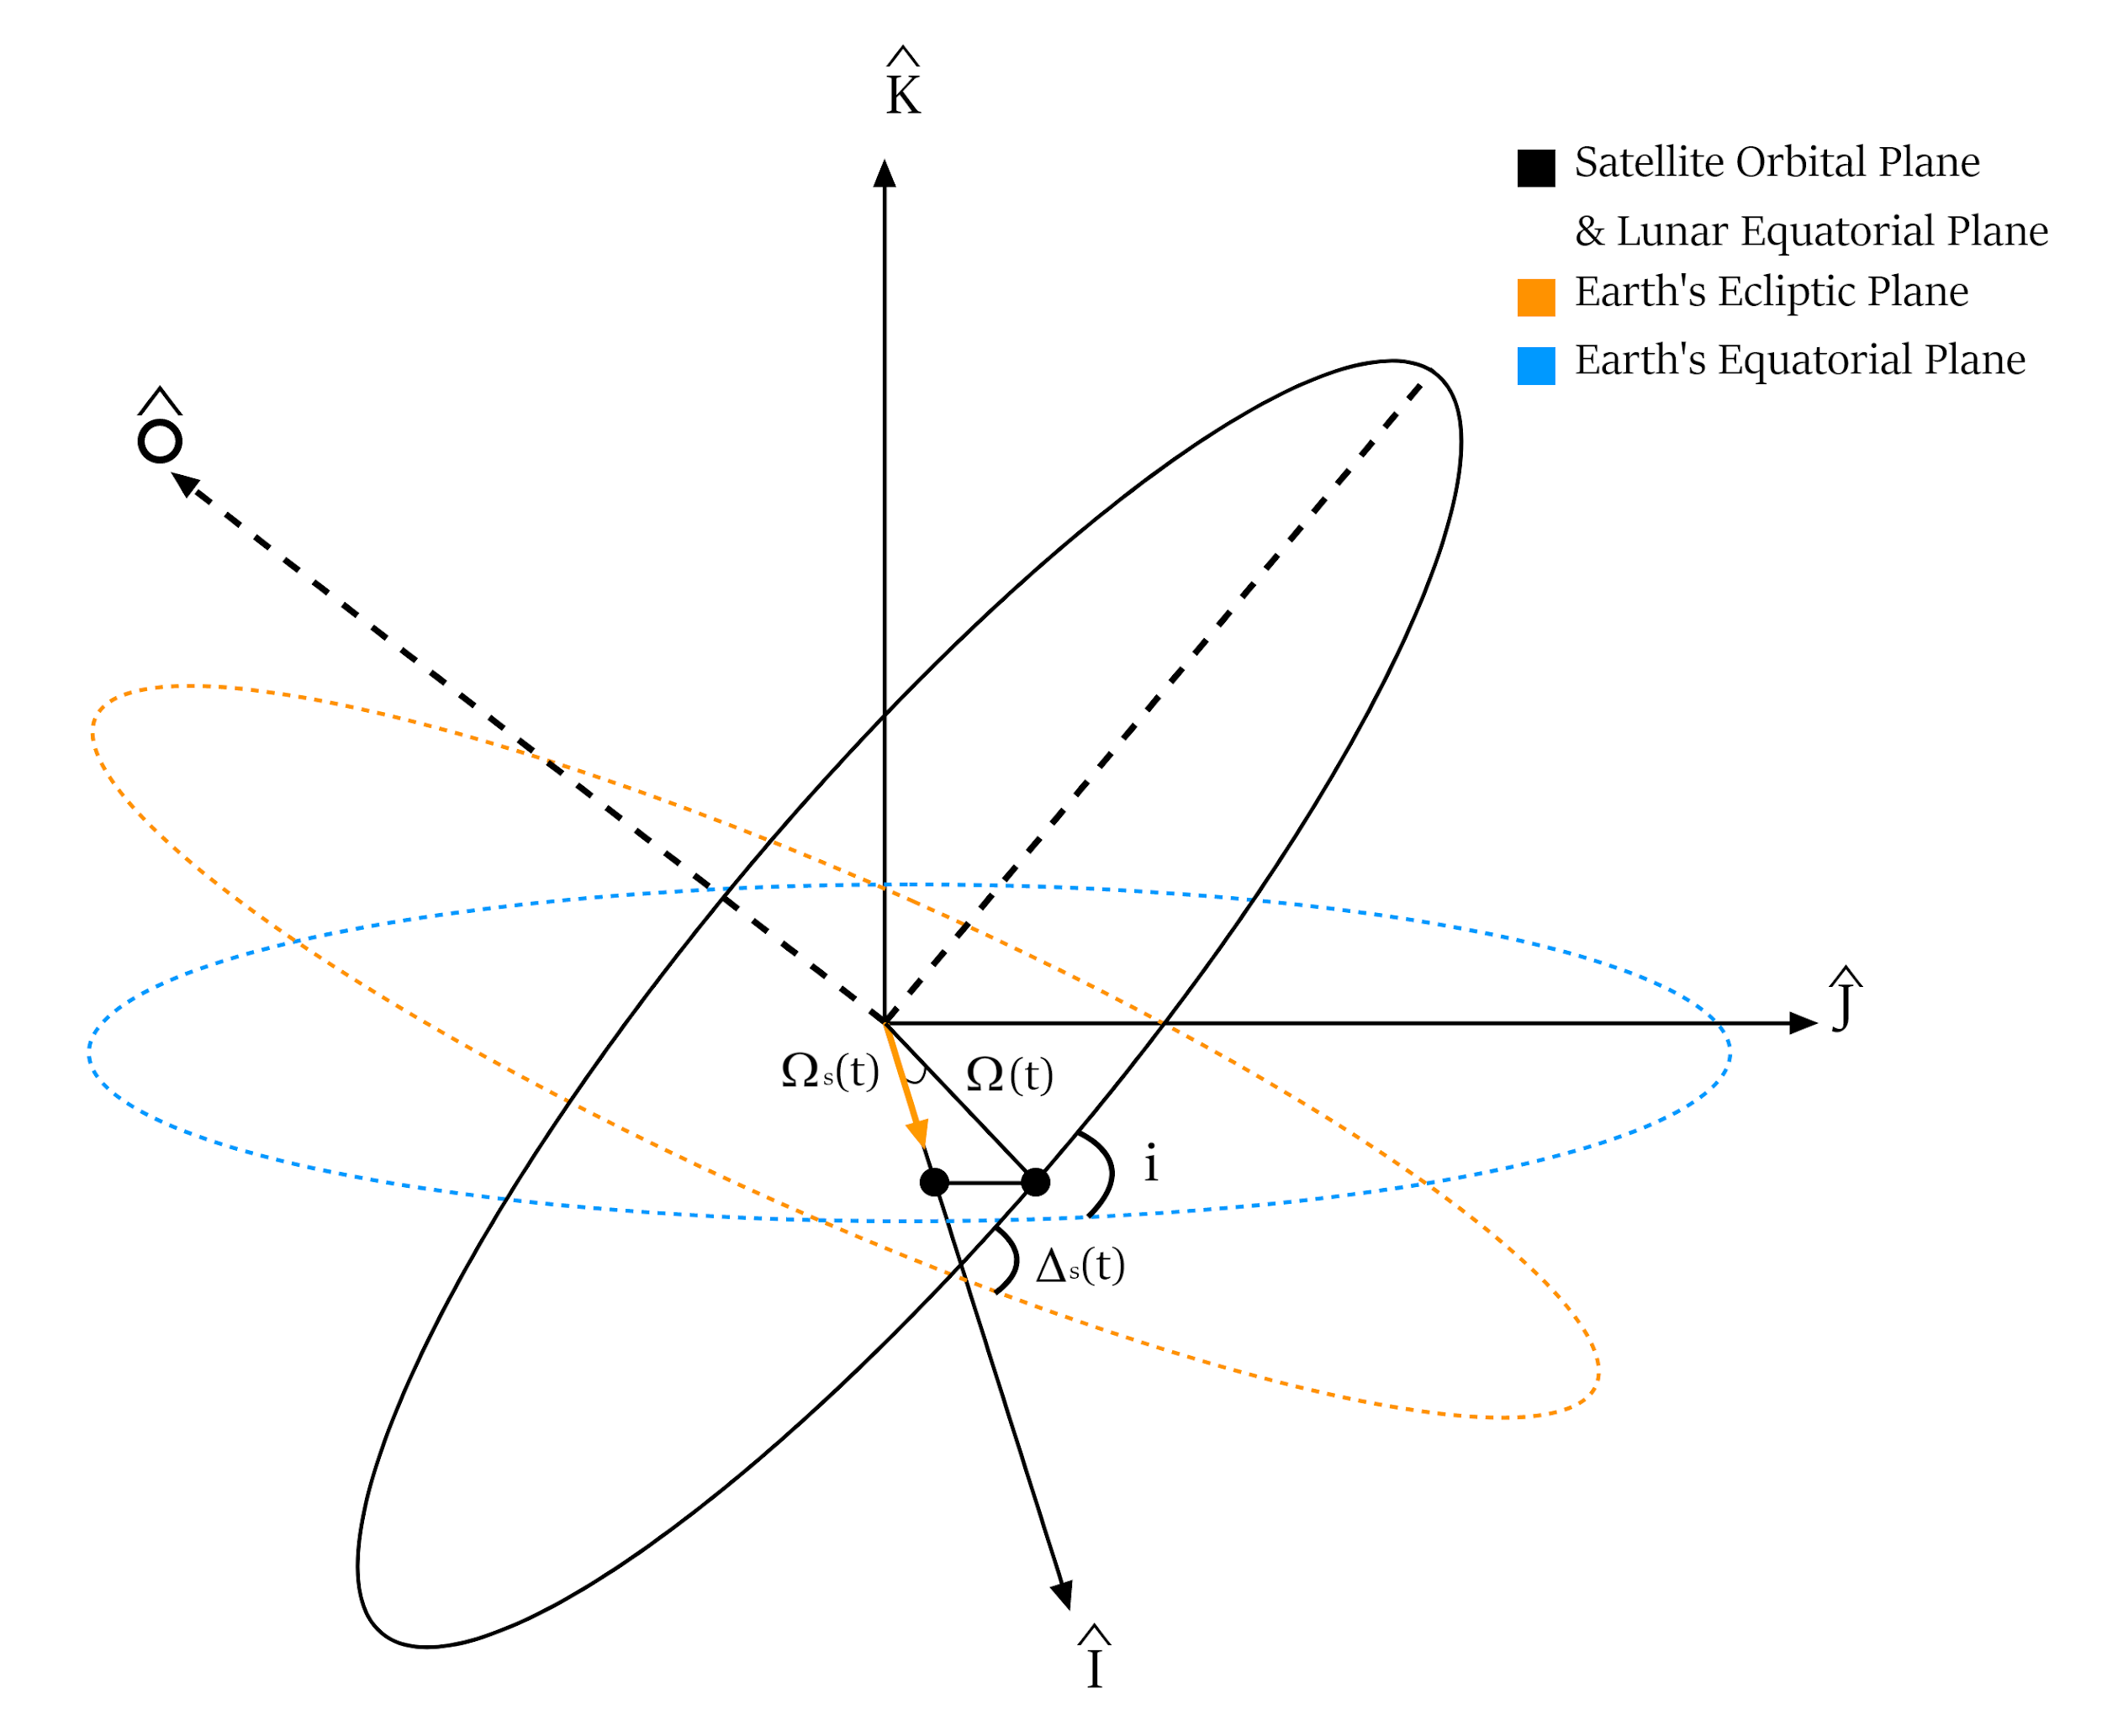 K̂
Satellite Orbital Plane
& Lunar Equatorial Plane
Earth's Ecliptic Plane
Earth's Equatorial Plane
Ô
Ĵ
Ωs(t)
Ω(t)
i
Δs(t)
Î